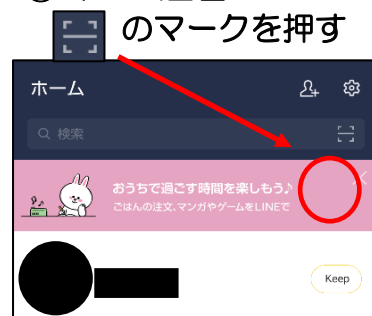 のマークを押す
ホーム
検索
おうちで過ごす時間を楽しもう♪
ごはんの注文、マンガやゲームをLINEで
Keep